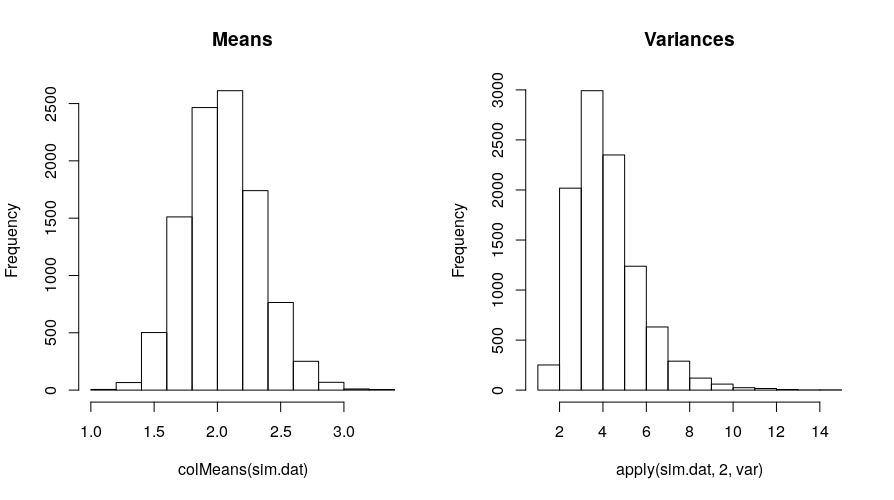 Means
Frequency
0 500 1000 1500 2000 2500
1.0 1.5 2.0 2.5 3.0
colMeans(sim.dat)
Variances
Frequency
0 500 1000 1500 2000 2500 3000
2 4 6 8 10 12 14
apply(sim.dat, 2, var)